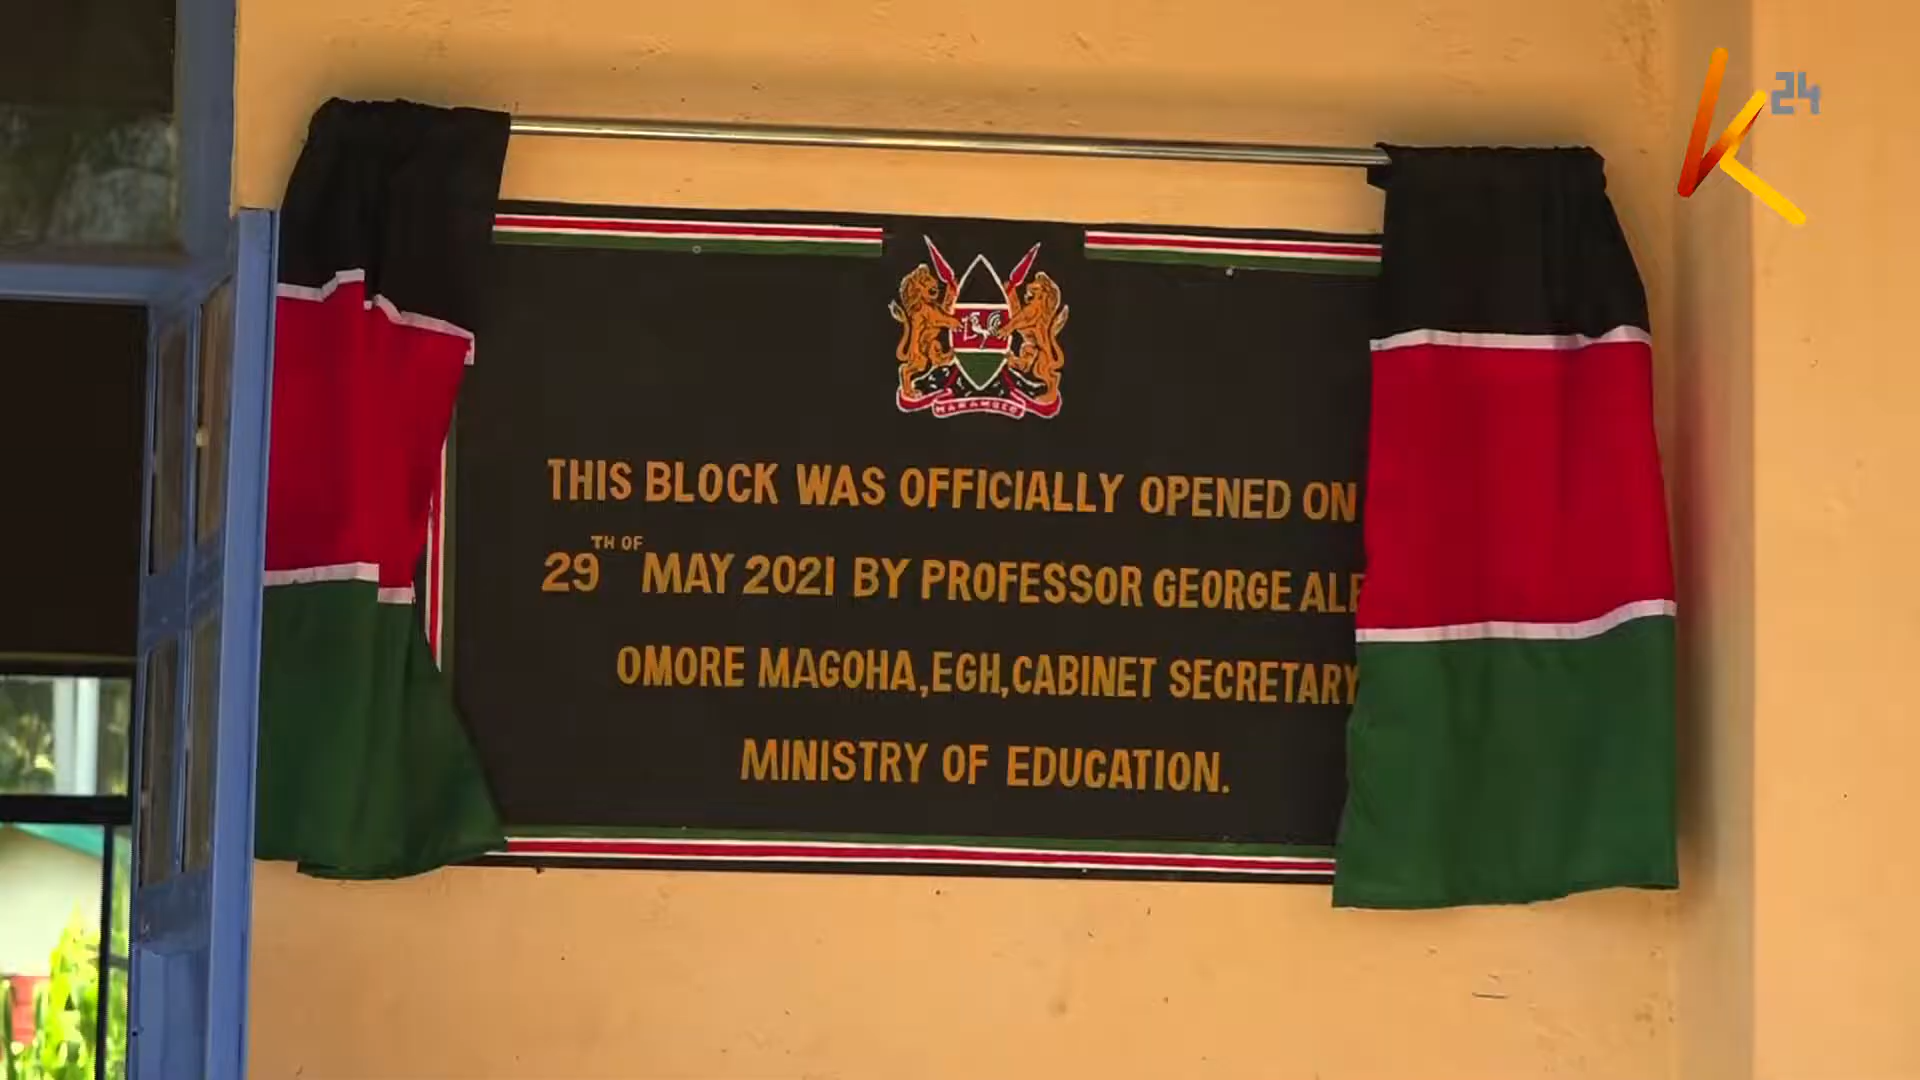 24
HARAMBEE
THIS BLOCK WAS OFFICIALLY OPENED ON
29TH OF MAY 2021 BY PROFESSOR GEORGE
OMORE MAGOHA, EGH, CABINET SECRETARY
MINISTRY OF EDUCATION.